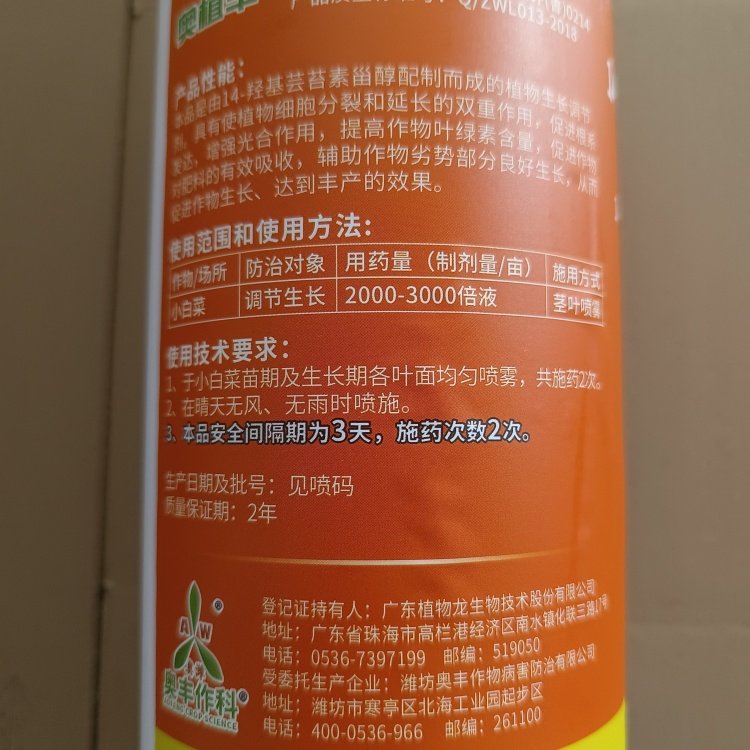 奥植丰
Q/ZWL013-2018
产品性能：
本品是由14-羟基芸苔素甾醇配制而成的植物生长调节
剂，具有使植物细胞分裂和延长的双重作用，促进根系
发达，增强光合作用，提高作物叶绿素含量，促进作物
对肥料的有效吸收，辅助作物劣势部分良好生长，从而
促进作物生长、达到丰产的效果。
使用范围和使用方法：
作物/场所 防治对象 用药量（制剂量/亩） 施用方式
小白菜 调节生长 2000-3000倍液 茎叶喷雾
使用技术要求：
1、于小白菜苗期及生长期各叶面均匀喷雾，共施药2次。
2、在晴天无风、无雨时喷施。
3、本品安全间隔期为3天，施药次数2次。
生产日期及批号：见喷码
质量保证期：2年
登记证持有人：广东植物龙生物技术股份有限公司
地址：广东省珠海市高栏港经济区南水镇化联三路17号
电话：0536-7397199 邮编：519050
受委托生产企业：潍坊奥丰作物病害防治有限公司
地址：潍坊市寒亭区北海工业园起步区
电话：400-0536-966 邮编：261100
A W
奥丰作科®
CROP SCIENCE